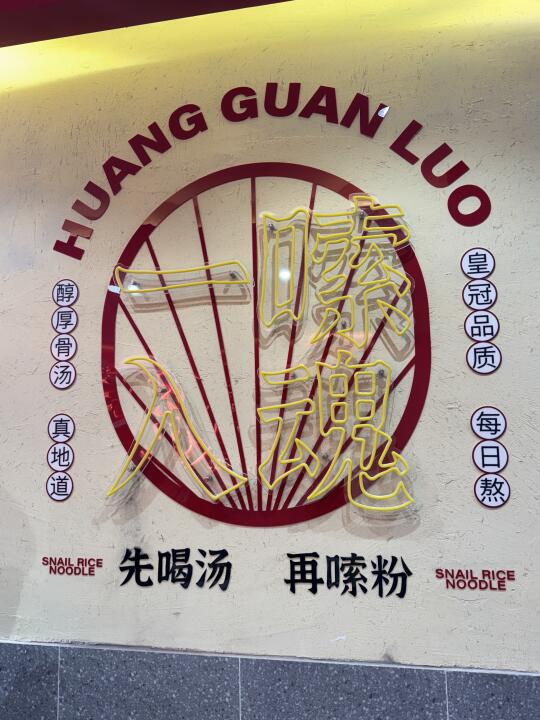 HUANG GUAN LUO
一嗦
入魂
醇厚骨汤
真地道
皇冠品质
每日熬
先喝汤 再嗦粉
SNAIL RICE
NOODLE
SNAIL RICE
NOODLE